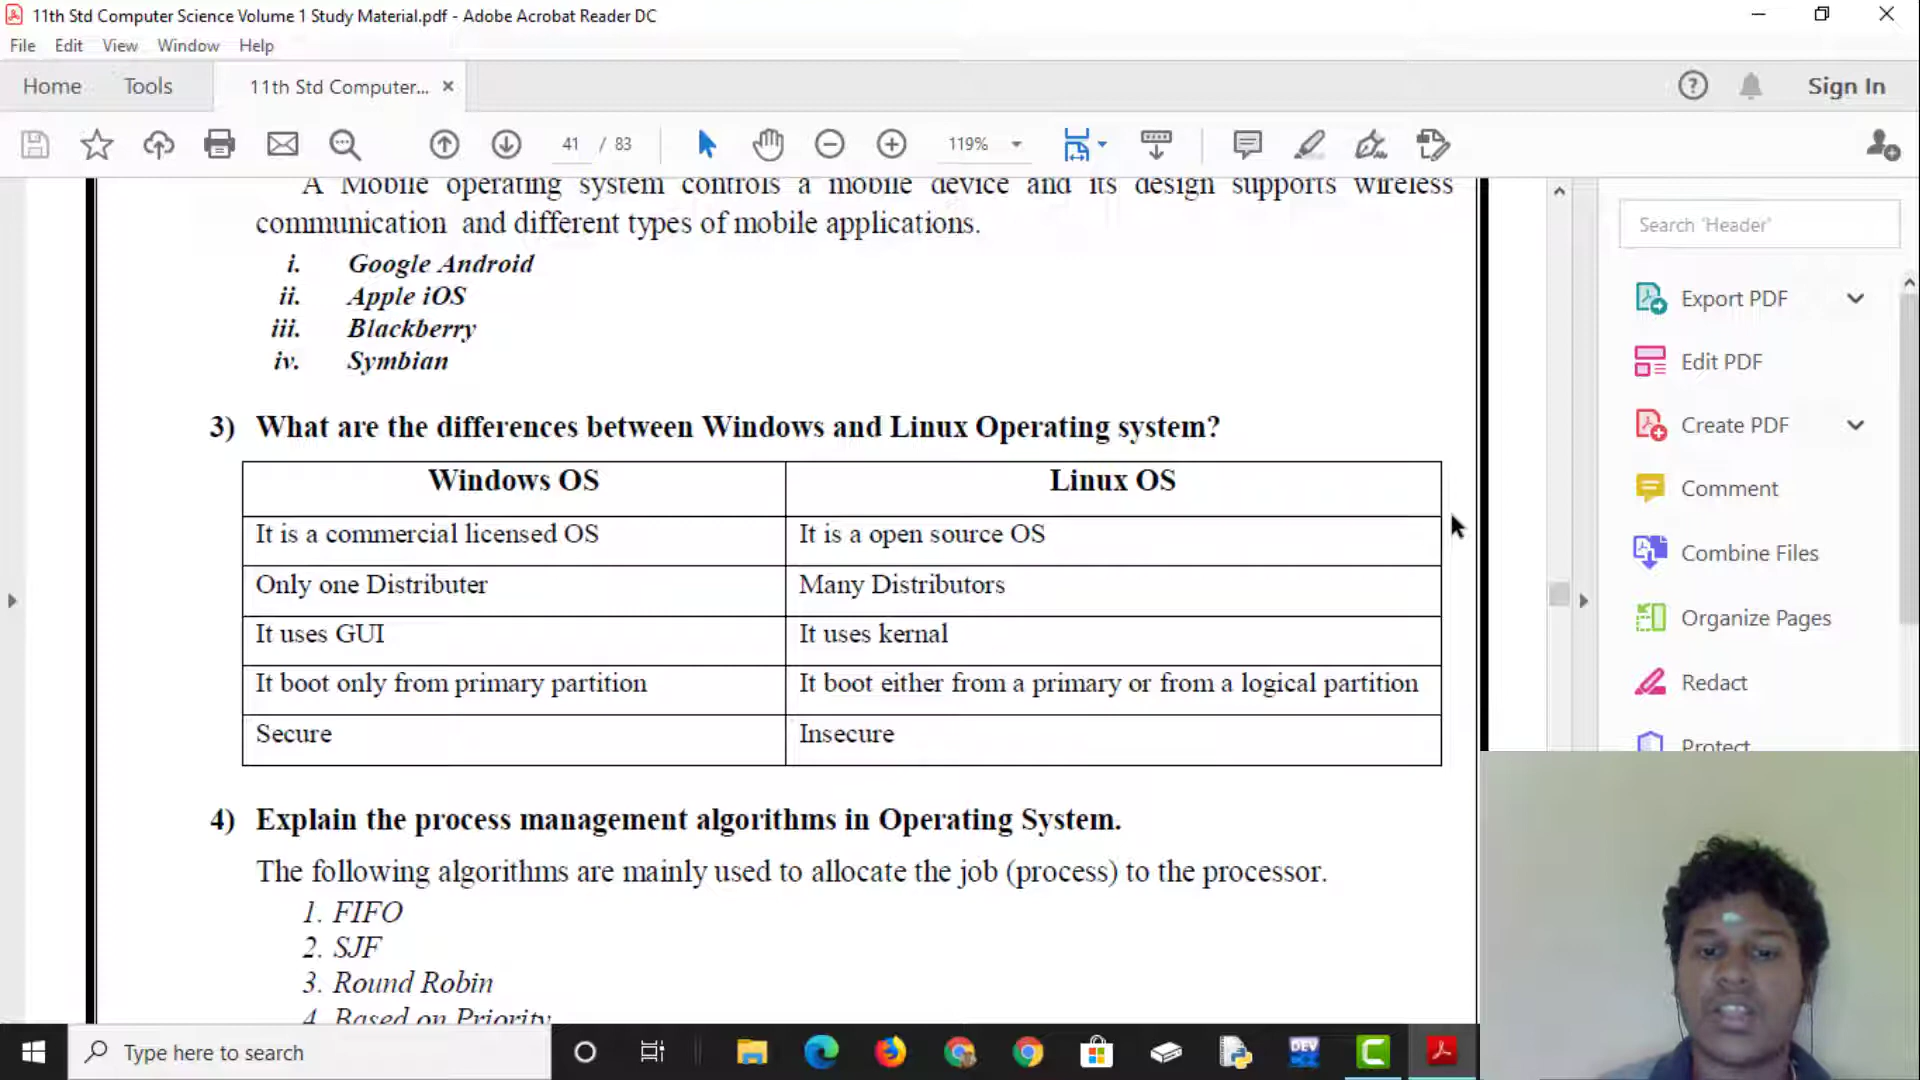 11th Std Computer Science Volume 1 Study Material.pdf - Adobe Acrobat Reader DC
File Edit View Window Help
Home Tools 11th Std Computer... × Sign In
41 / 83 119%
A Mobile operating system controls a mobile device and its design supports wireless
communication and different types of mobile applications.
i. Google Android
ii. Apple iOS
iii. Blackberry
iv. Symbian
3) What are the differences between Windows and Linux Operating system?
Windows OS Linux OS
It is a commercial licensed OS It is a open source OS
Only one Distributer Many Distributors
It uses GUI It uses kernal
It boot only from primary partition It boot either from a primary or from a logical partition
Secure Insecure
4) Explain the process management algorithms in Operating System.
The following algorithms are mainly used to allocate the job (process) to the processor.
1. FIFO
2. SJF
3. Round Robin
4. Based on Priority
Search 'Header'
Export PDF
Edit PDF
Create PDF
Comment
Combine Files
Organize Pages
Redact
Protect
Type here to search
DEV